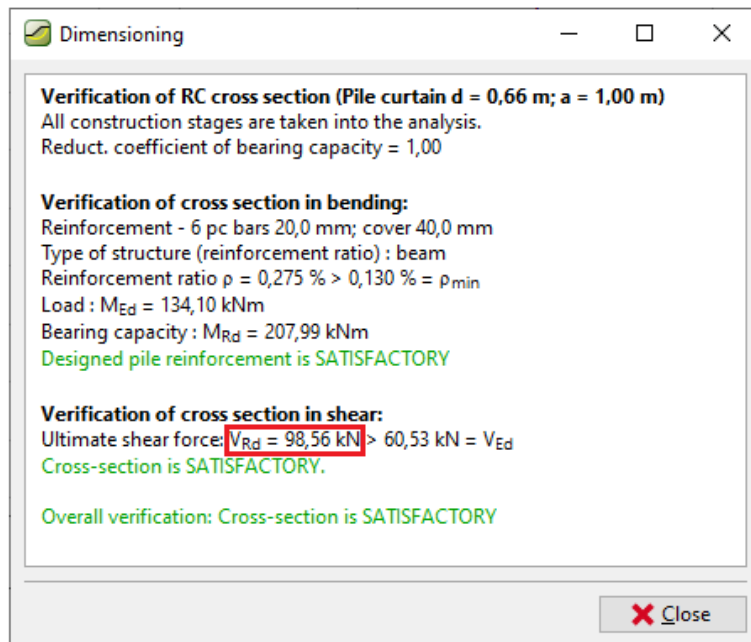 Dimensioning
Verification of RC cross section (Pile curtain d = 0,66 m; a = 1,00 m)
All construction stages are taken into the analysis.
Reduct. coefficient of bearing capacity = 1,00
Verification of cross section in bending:
Reinforcement - 6 pc bars 20,0 mm; cover 40,0 mm
Type of structure (reinforcement ratio) : beam
Reinforcement ratio ρ = 0,275 % > 0,130 % = ρmin
Load : MEd = 134,10 kNm
Bearing capacity : MRd = 207,99 kNm
Designed pile reinforcement is SATISFACTORY
Verification of cross section in shear:
Ultimate shear force: VRd = 98,56 kN > 60,53 kN = VEd
Cross-section is SATISFACTORY.
Overall verification: Cross-section is SATISFACTORY
Close